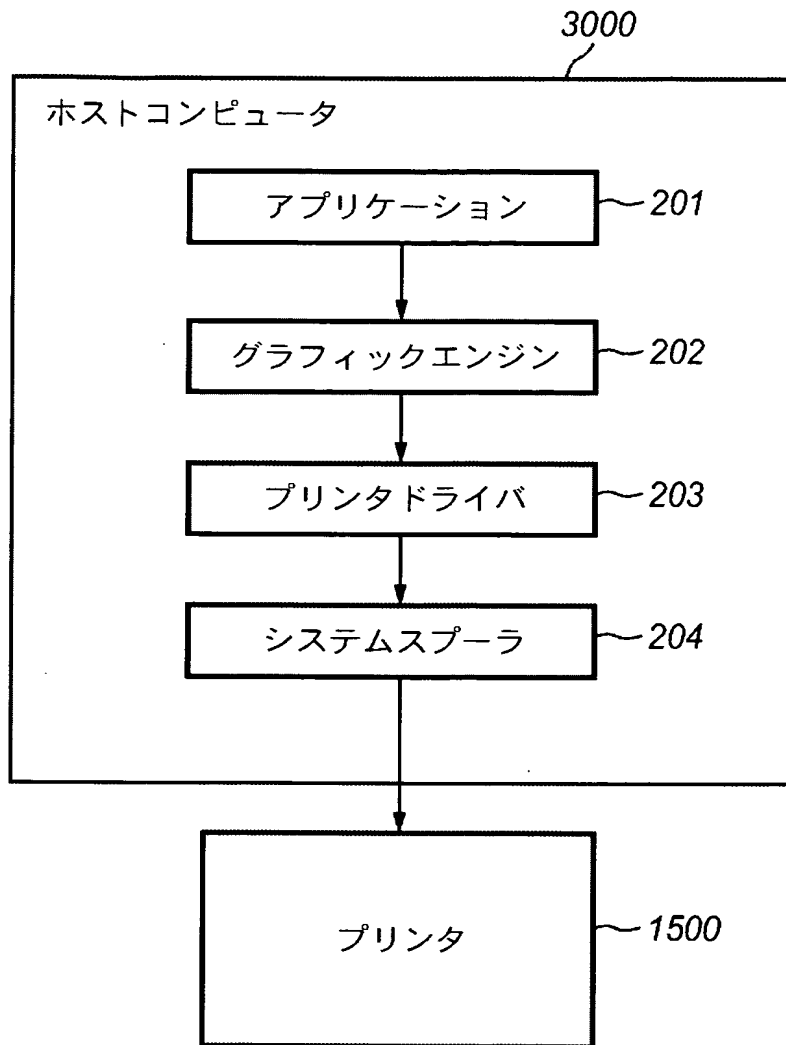 3000
ホストコンピュータ
アプリケーション 201
グラフィックエンジン 202
プリンタドライバ 203
システムスプーラ 204
プリンタ 1500